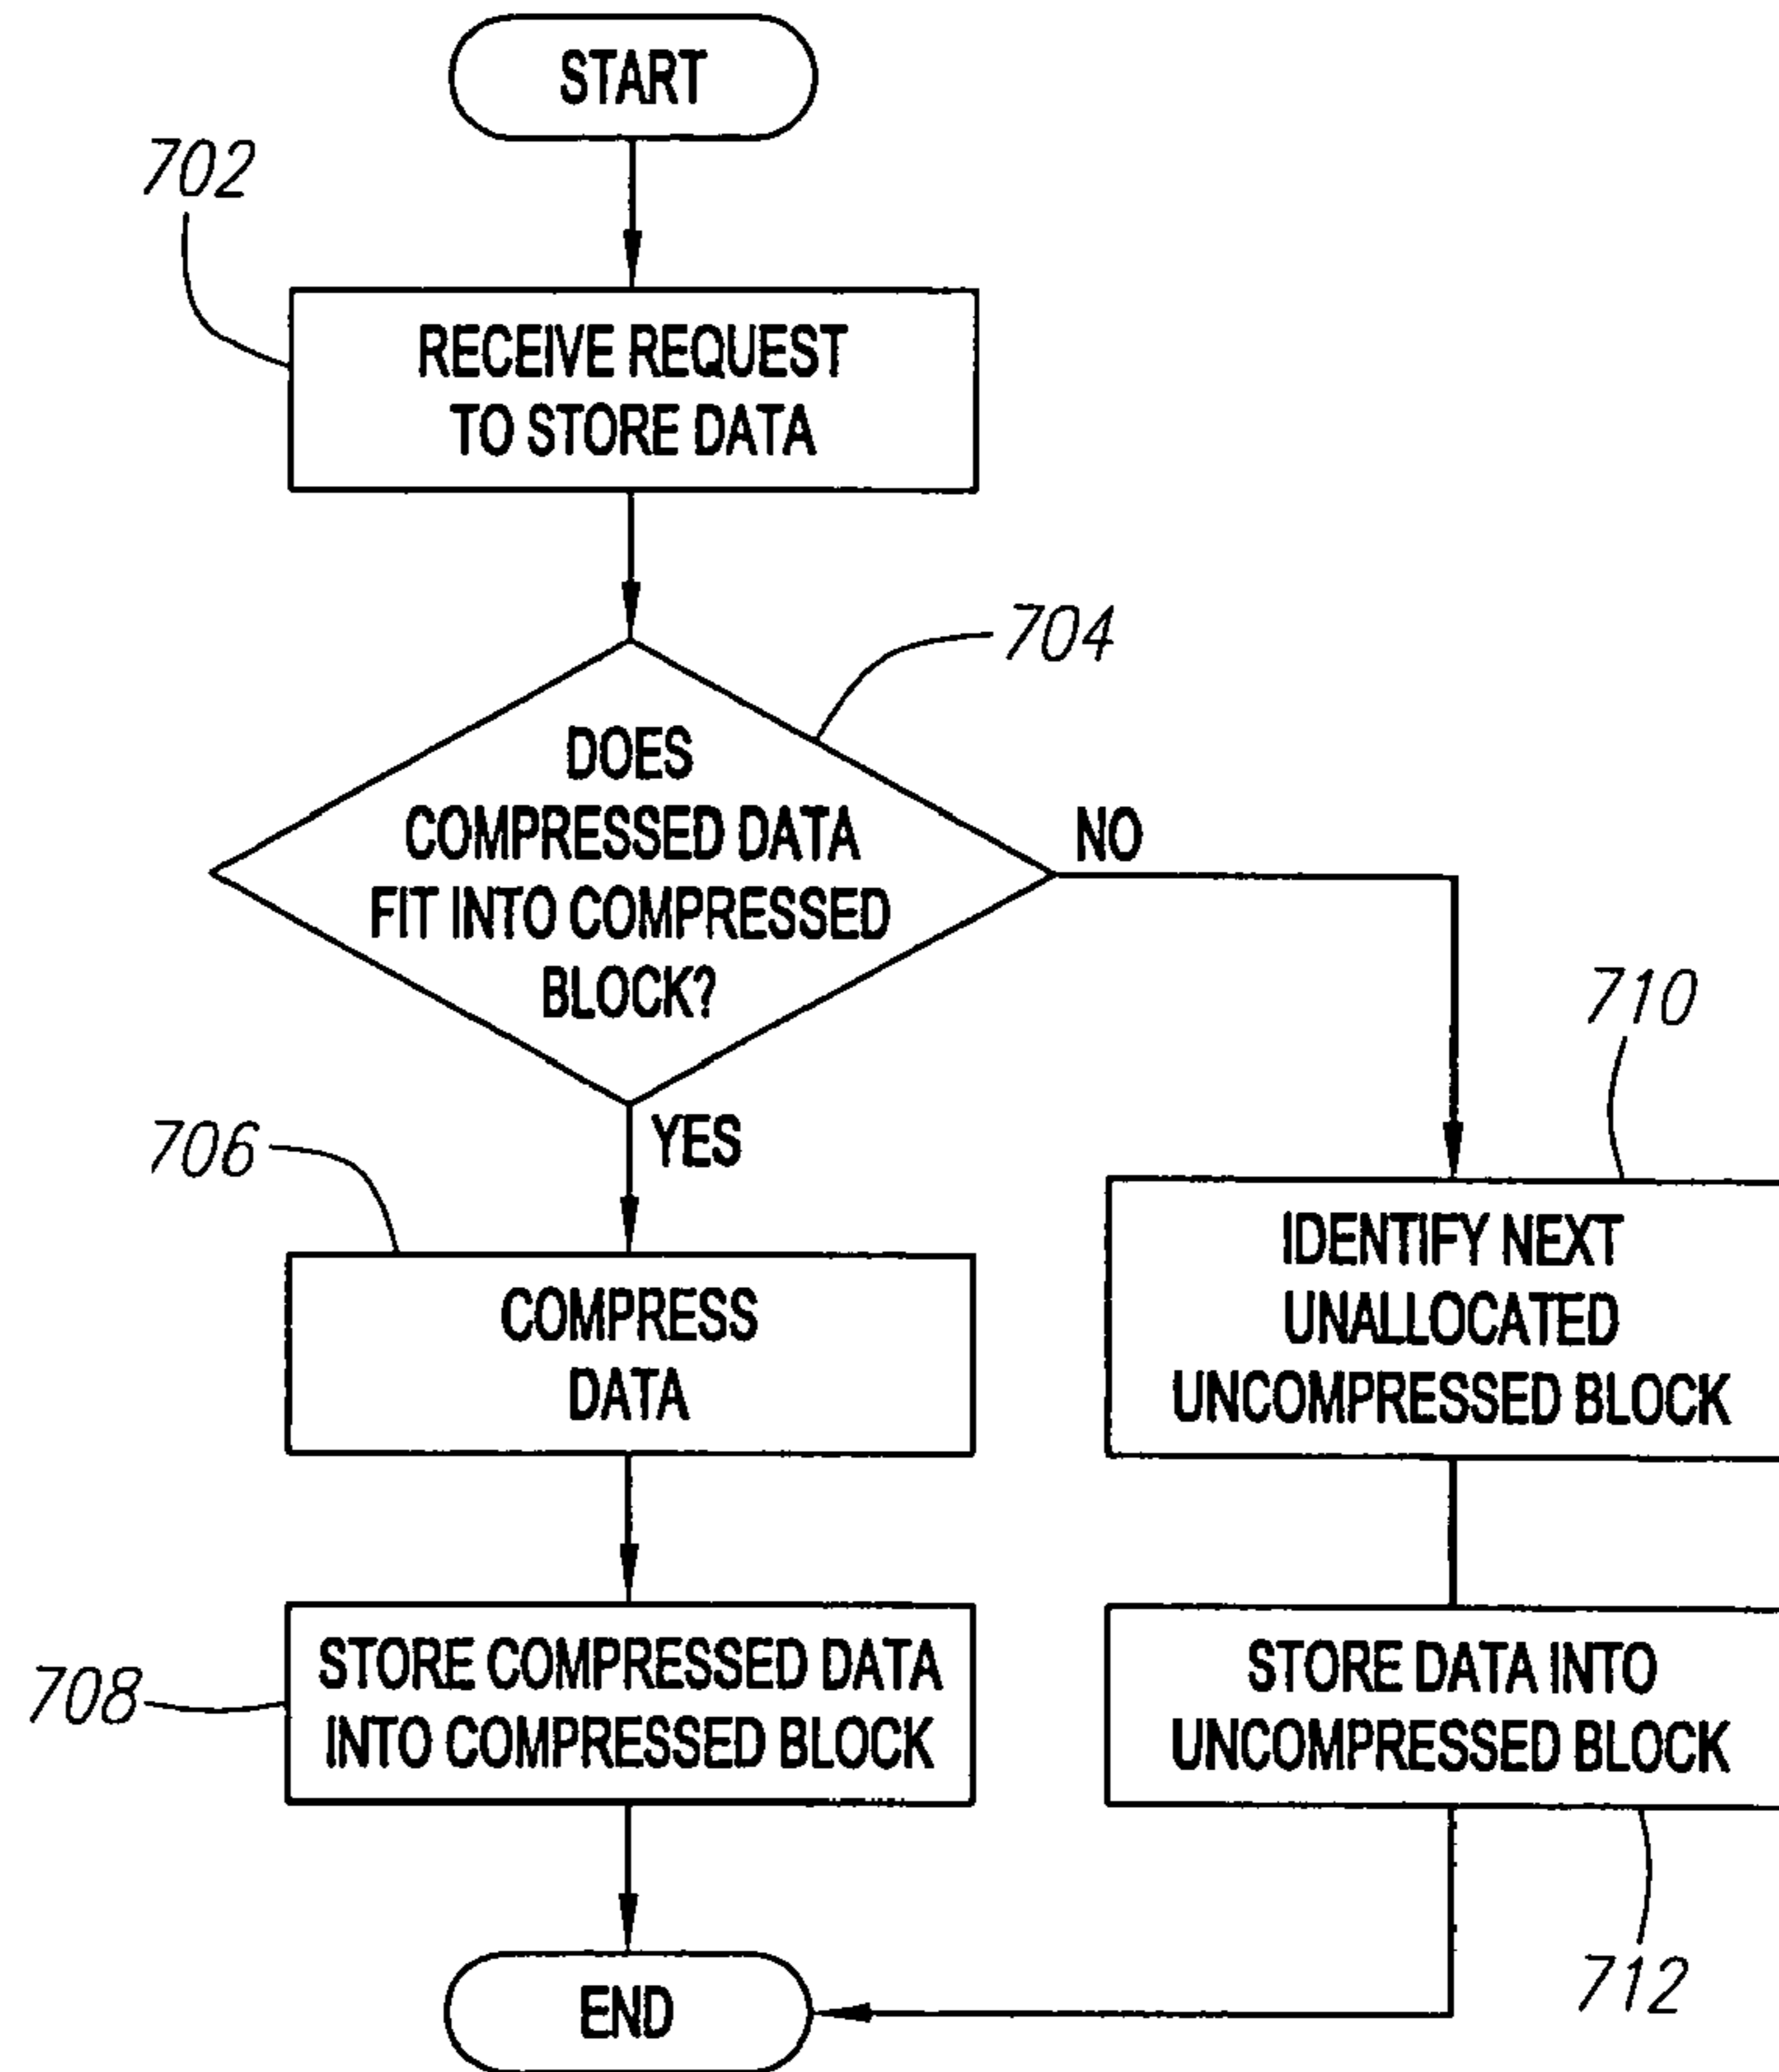 START
702
RECEIVE REQUEST
TO STORE DATA
704
DOES
COMPRESSED DATA
FIT INTO COMPRESSED
BLOCK?
NO
YES
706
COMPRESS
DATA
710
IDENTIFY NEXT
UNALLOCATED
UNCOMPRESSED BLOCK
708
STORE COMPRESSED DATA
INTO COMPRESSED BLOCK
STORE DATA INTO
UNCOMPRESSED BLOCK
712
END